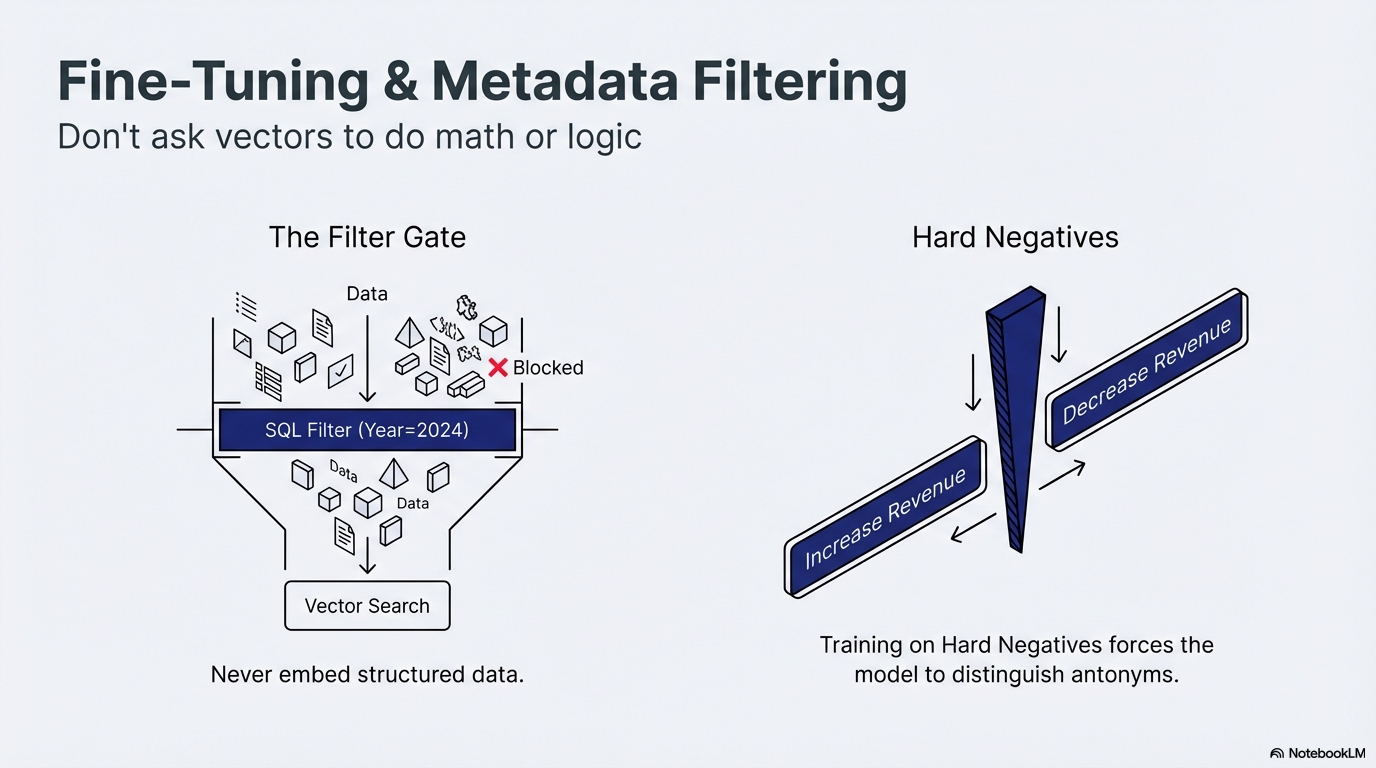 Fine-Tuning & Metadata Filtering
Don't ask vectors to do math or logic
The Filter Gate
Data
Blocked
SQL Filter (Year=2024)
Data
Data
Vector Search
Never embed structured data.
Hard Negatives
Decrease Revenue
Increase Revenue
Training on Hard Negatives forces the
model to distinguish antonyms.
NotebookLM